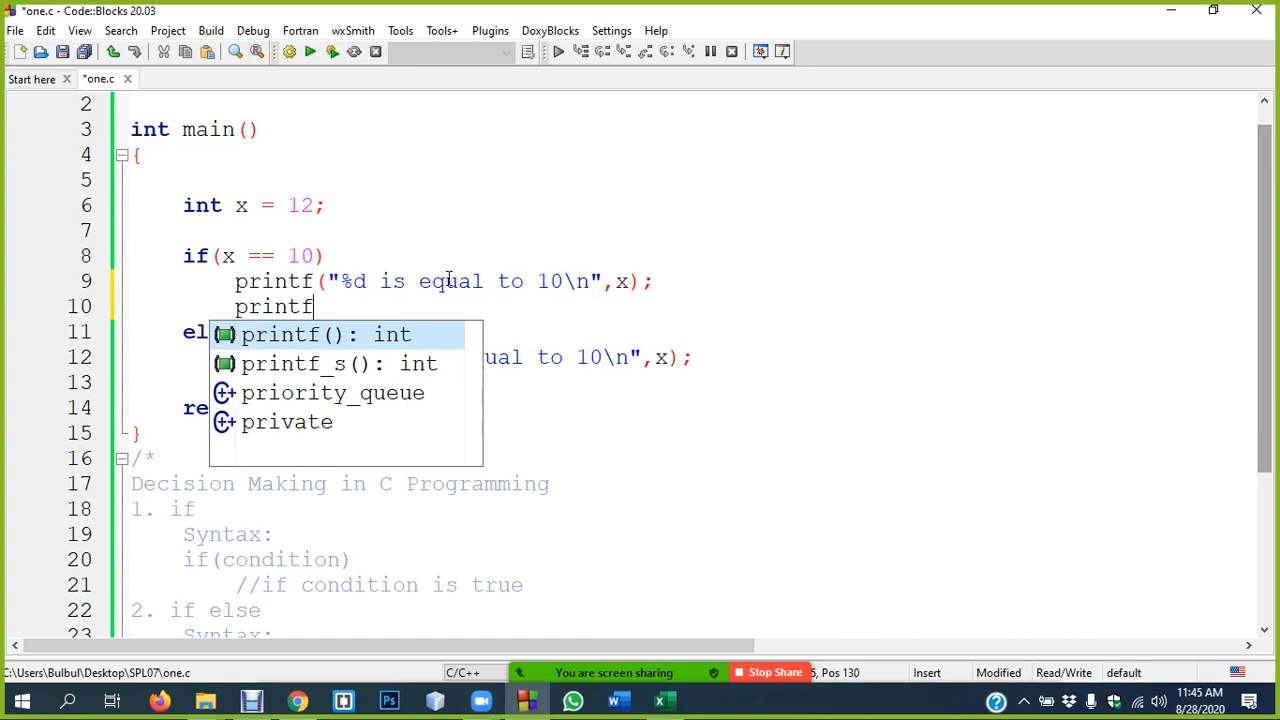 *one.c - Code::Blocks 20.03
File Edit View Search Project Build Debug Fortran wxSmith Tools Tools+ Plugins DoxyBlocks Settings Help
Start here *one.c
2
3 int main()
4 {
5
6 int x = 12;
7
8 if(x == 10)
9 printf("%d is equal to 10\n",x);
10 printf
11 el
printf(): int
12 ual to 10\n",x);
printf_s(): int
13
priority_queue
14 re
private
15 }
16 /*
17 Decision Making in C Programming
18 1. if
19 Syntax:
20 if(condition)
21 //if condition is true
22 2. if else
23 Syntax:
C:\Users\Bulbul\Desktop\SPL07\one.c C/C++ You are screen sharing Stop Share 5, Pos 130 Insert Modified Read/Write default
11:45 AM
8/28/2020